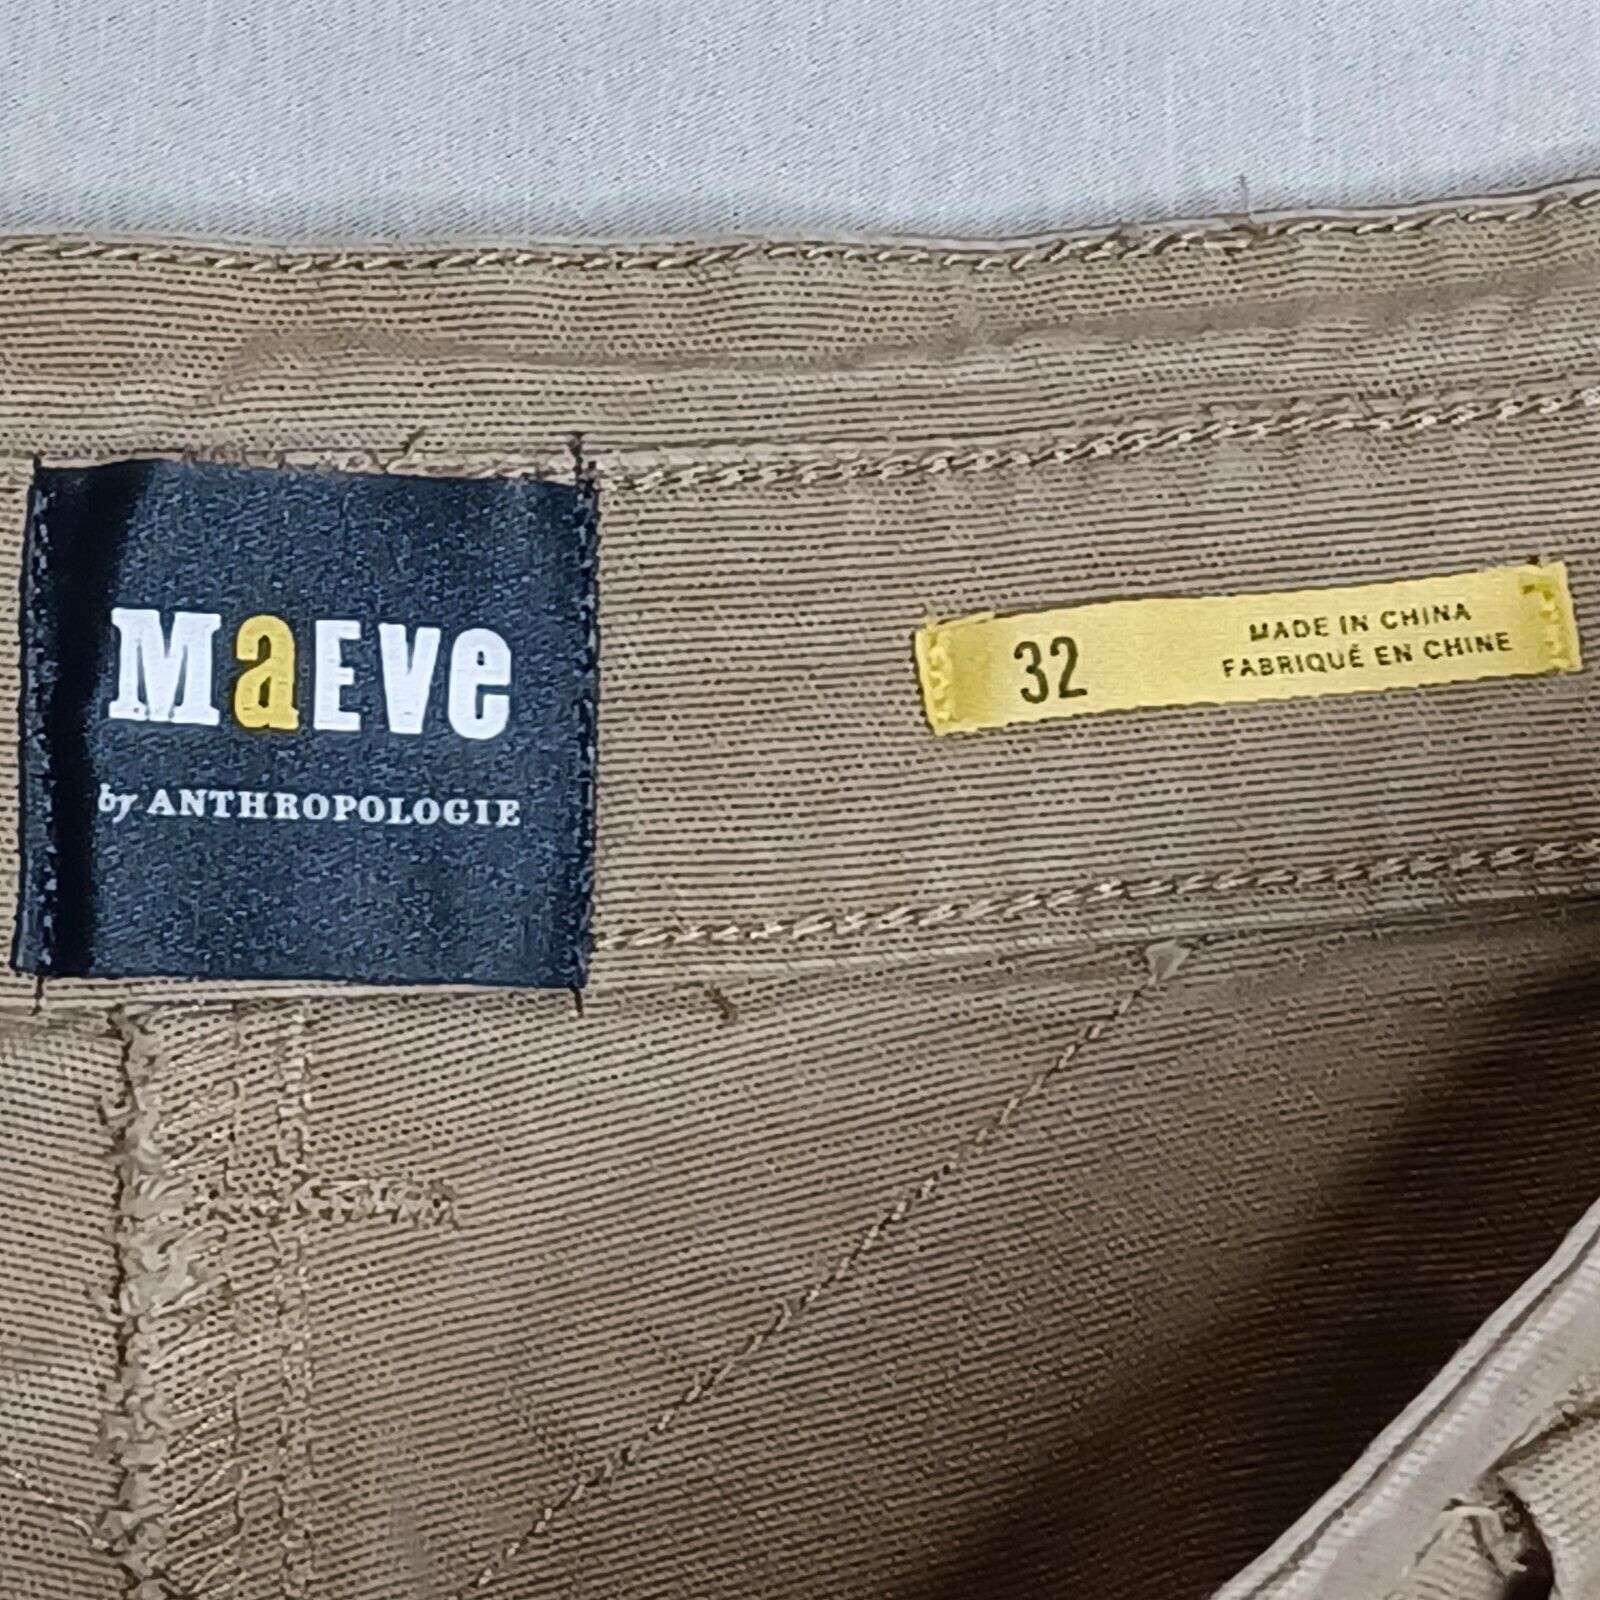 MaEVe
by ANTHROPOLOGIE
32
MADE IN CHINA
FABRIQUÉ EN CHINE